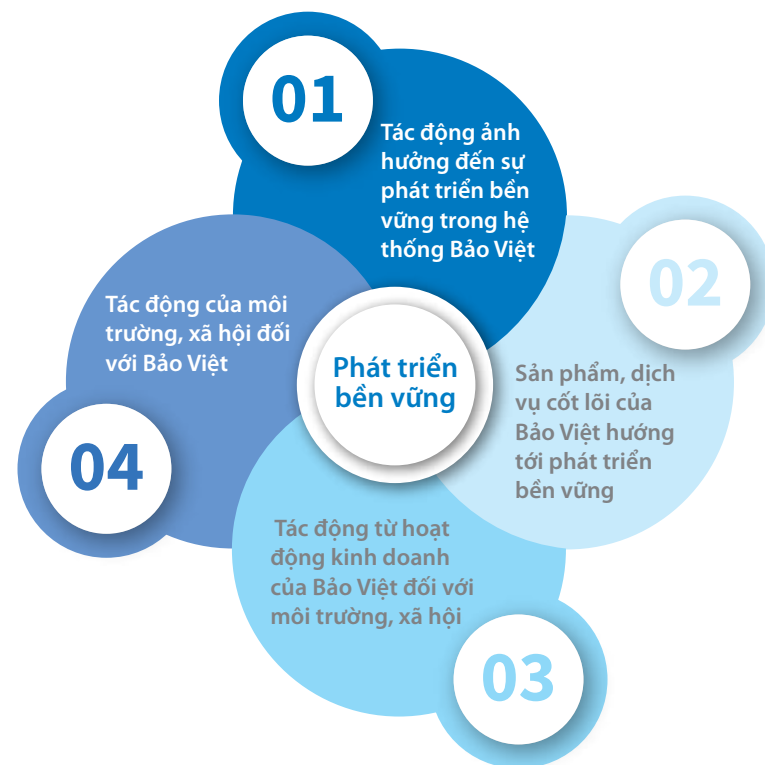 01
Tác động ảnh
hưởng đến sự
phát triển bền
vững trong hệ
thống Bảo Việt
02
Sản phẩm, dịch
vụ cốt lõi của
Bảo Việt hướng
tới phát triển
bền vững
Tác động từ hoạt
động kinh doanh
của Bảo Việt đối với
môi trường, xã hội
03
Tác động của môi
trường, xã hội đối
với Bảo Việt
04
Phát triển
bền vững